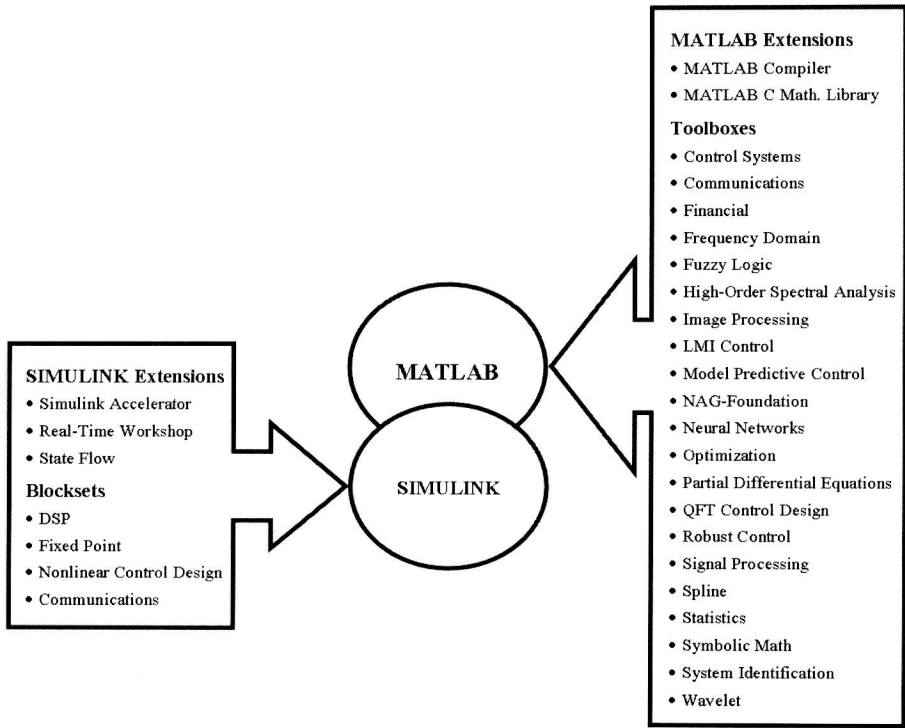 MATLAB Extensions
• MATLAB Compiler
• MATLAB C Math. Library
Toolboxes
• Control Systems
• Communications
• Financial
• Frequency Domain
• Fuzzy Logic
• High-Order Spectral Analysis
• Image Processing
• LMI Control
• Model Predictive Control
• NAG-Foundation
• Neural Networks
• Optimization
• Partial Differential Equations
• QFT Control Design
• Robust Control
• Signal Processing
• Spline
• Statistics
• Symbolic Math
• System Identification
• Wavelet
MATLAB
SIMULINK
SIMULINK Extensions
• Simulink Accelerator
• Real-Time Workshop
• State Flow
Blocksets
• DSP
• Fixed Point
• Nonlinear Control Design
• Communications